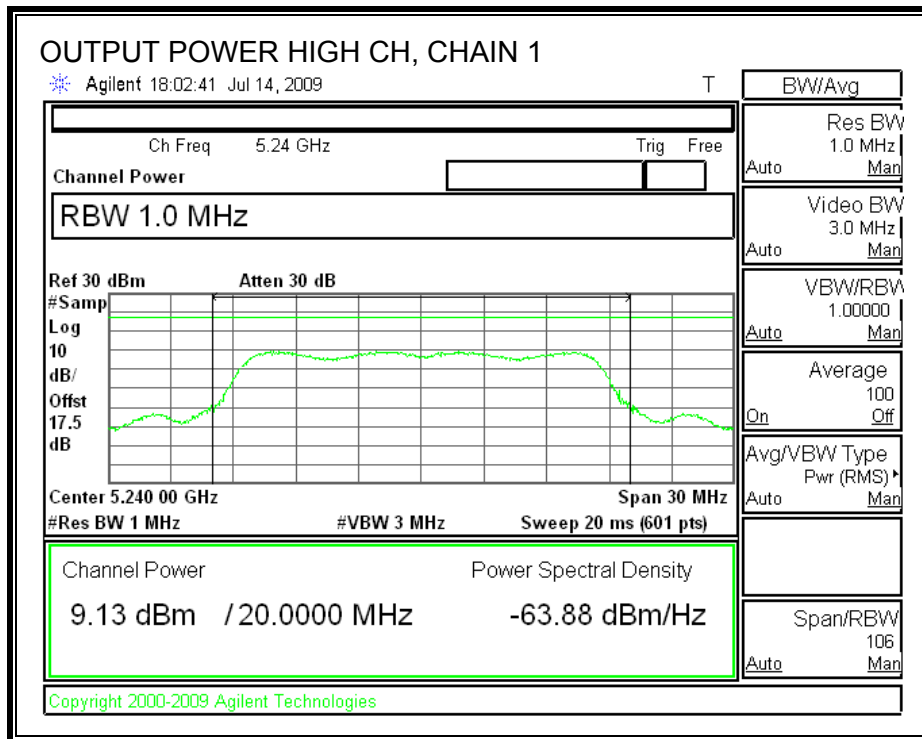 OUTPUT POWER HIGH CH, CHAIN 1
Agilent 18:02:41 Jul 14, 2009 T
Ch Freq 5.24 GHz Trig Free
Channel Power
RBW 1.0 MHz
Ref 30 dBm Atten 30 dB
#Samp
Log
10
dB/
Offst
17.5
dB
Center 5.240 00 GHz Span 30 MHz
#Res BW 1 MHz #VBW 3 MHz Sweep 20 ms (601 pts)
Channel Power Power Spectral Density
9.13 dBm /20.0000 MHz -63.88 dBm/Hz
Copyright 2000-2009 Agilent Technologies
BW/Avg
Res BW
1.0 MHz
Auto Man
Video BW
3.0 MHz
Auto Man
VBW/RBW
1.00000
Auto Man
Average
100
On Off
Avg/VBW Type
Pwr (RMS)
Auto Man
Span/RBW
106
Auto Man